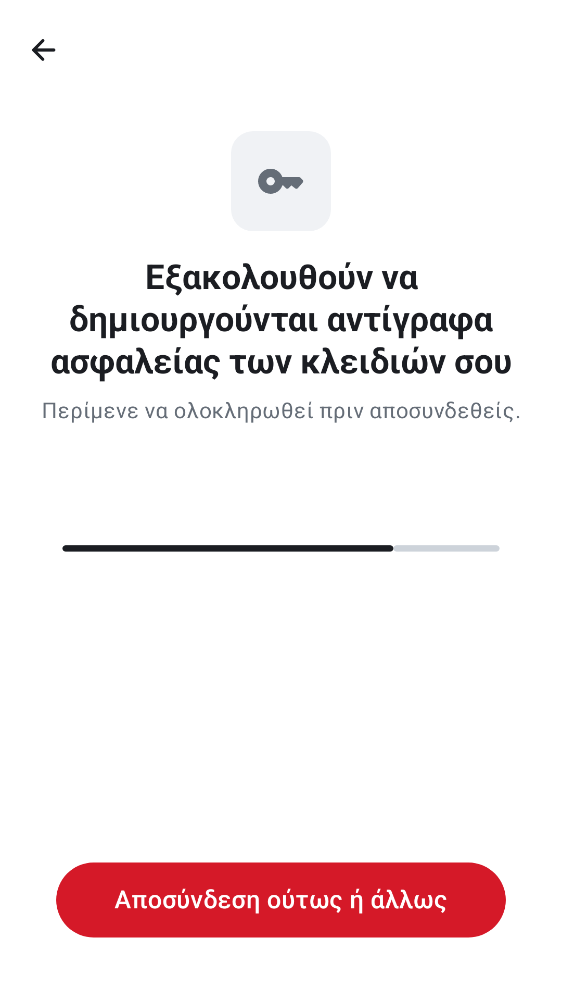 Εξακολουθούν να
δημιουργούνται αντίγραφα
ασφαλείας των κλειδιών σου
Περίμενε να ολοκληρωθεί πριν αποσυνδεθείς.
Αποσύνδεση ούτως ή άλλως